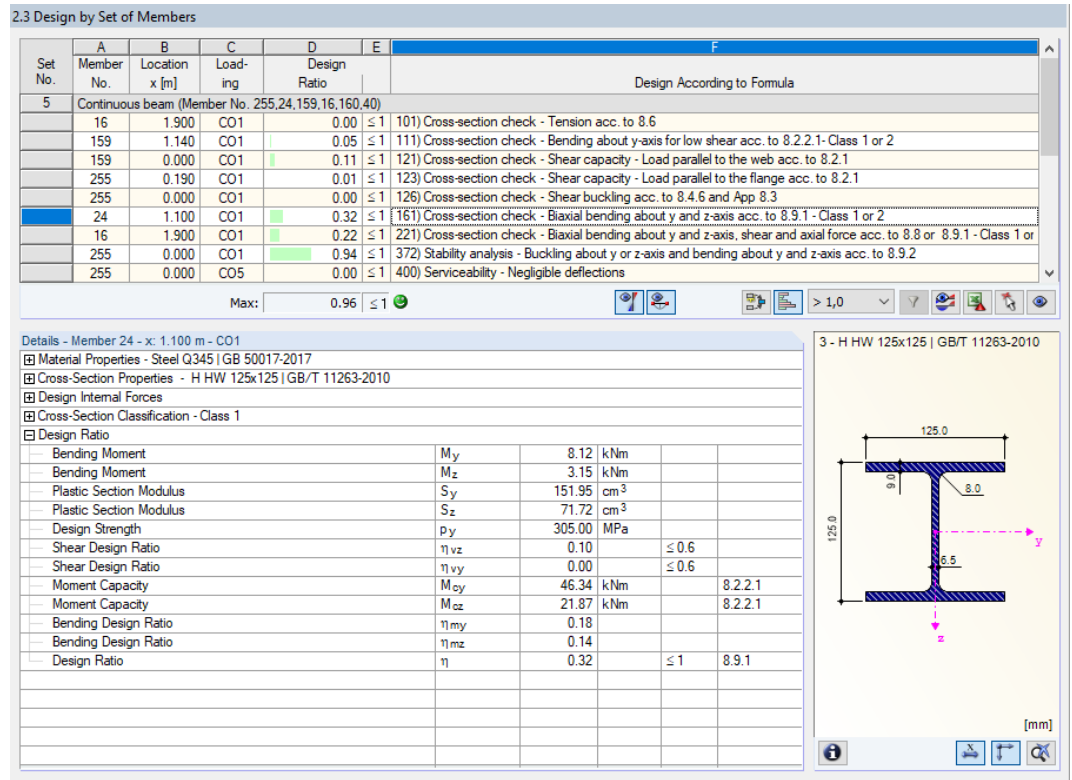 2.3 Design by Set of Members
A B C D E F
Set Member Location Load- Design
No. No. x [m] ing Ratio Design According to Formula
5 Continuous beam (Member No. 255,24,159,16,160,40)
16 1.900 CO1 0.00 ≤ 1 101) Cross-section check - Tension acc. to 8.6
159 1.140 CO1 0.05 ≤ 1 111) Cross-section check - Bending about y-axis for low shear acc. to 8.2.2.1- Class 1 or 2
159 0.000 CO1 0.11 ≤ 1 121) Cross-section check - Shear capacity - Load parallel to the web acc. to 8.2.1
255 0.190 CO1 0.01 ≤ 1 123) Cross-section check - Shear capacity - Load parallel to the flange acc. to 8.2.1
255 0.000 CO1 0.00 ≤ 1 126) Cross-section check - Shear buckling acc. to 8.4.6 and App 8.3
24 1.100 CO1 0.32 ≤ 1 161) Cross-section check - Biaxial bending about y and z-axis acc. to 8.9.1 - Class 1 or 2
16 1.900 CO1 0.22 ≤ 1 221) Cross-section check - Biaxial bending about y and z-axis, shear and axial force acc. to 8.8 or 8.9.1 - Class 1 or
255 0.000 CO1 0.94 ≤ 1 372) Stability analysis - Buckling about y or z-axis and bending about y and z-axis acc. to 8.9.2
255 0.000 CO5 0.00 ≤ 1 400) Serviceability - Negligible deflections
Max: 0.96 ≤ 1 > 1,0
Details - Member 24 - x: 1.100 m - CO1
Material Properties - Steel Q345 | GB 50017-2017
Cross-Section Properties - H HW 125x125 | GB/T 11263-2010
Design Internal Forces
Cross-Section Classification - Class 1
Design Ratio
Bending Moment My 8.12 kNm
Bending Moment Mz 3.15 kNm
Plastic Section Modulus Sy 151.95 cm3
Plastic Section Modulus Sz 71.72 cm3
Design Strength py 305.00 MPa
Shear Design Ratio ηvz 0.10 ≤ 0.6
Shear Design Ratio ηvy 0.00 ≤ 0.6
Moment Capacity Mcy 46.34 kNm 8.2.2.1
Moment Capacity Mcz 21.87 kNm 8.2.2.1
Bending Design Ratio ηmy 0.18
Bending Design Ratio ηmz 0.14
Design Ratio η 0.32 ≤ 1 8.9.1
3 - H HW 125x125 | GB/T 11263-2010
125.0
9.0
8.0
125.0
y
6.5
z
[mm]